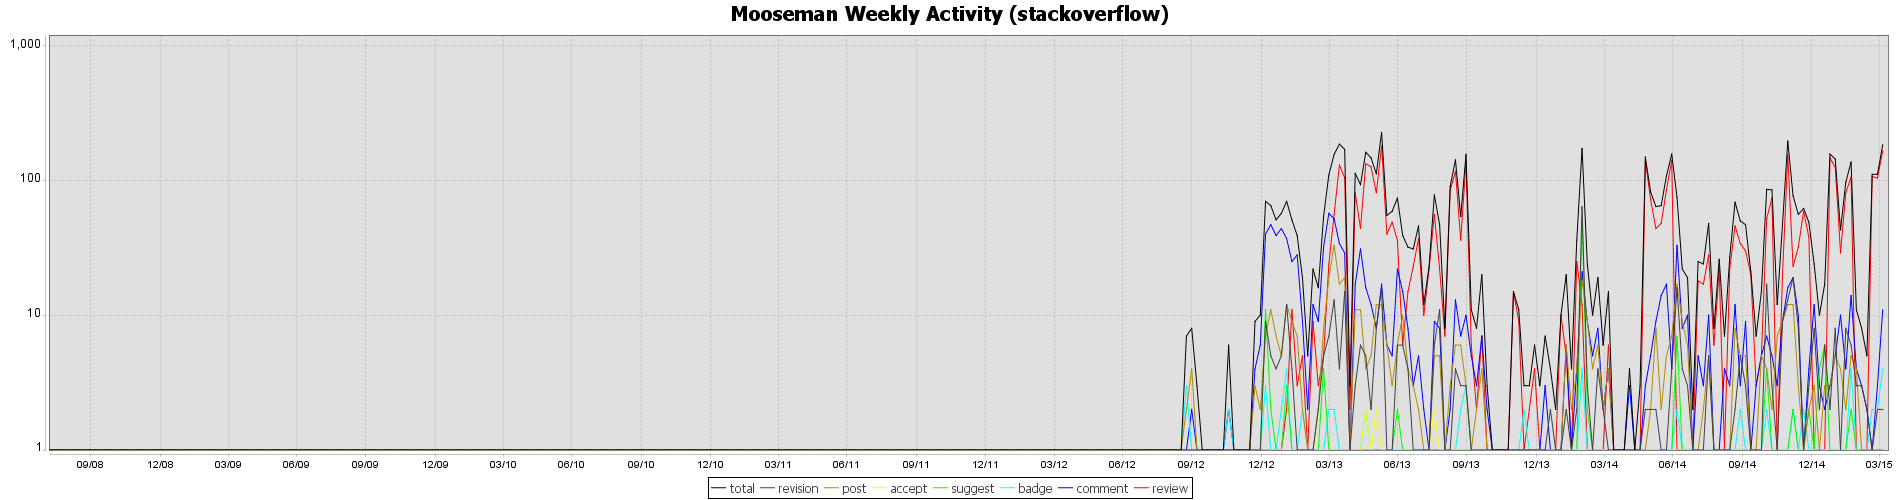 Mooseman Weekly Activity (stackoverflow)
1,000
100
10
1
09/08 12/08 03/09 06/09 09/09 12/09 03/10 06/10 09/10 12/10 03/11 06/11 09/11 12/11 03/12 06/12 09/12 12/12 03/13 06/13 09/13 12/13 03/14 06/14 09/14 12/14 03/15
total revision post accept suggest badge comment review